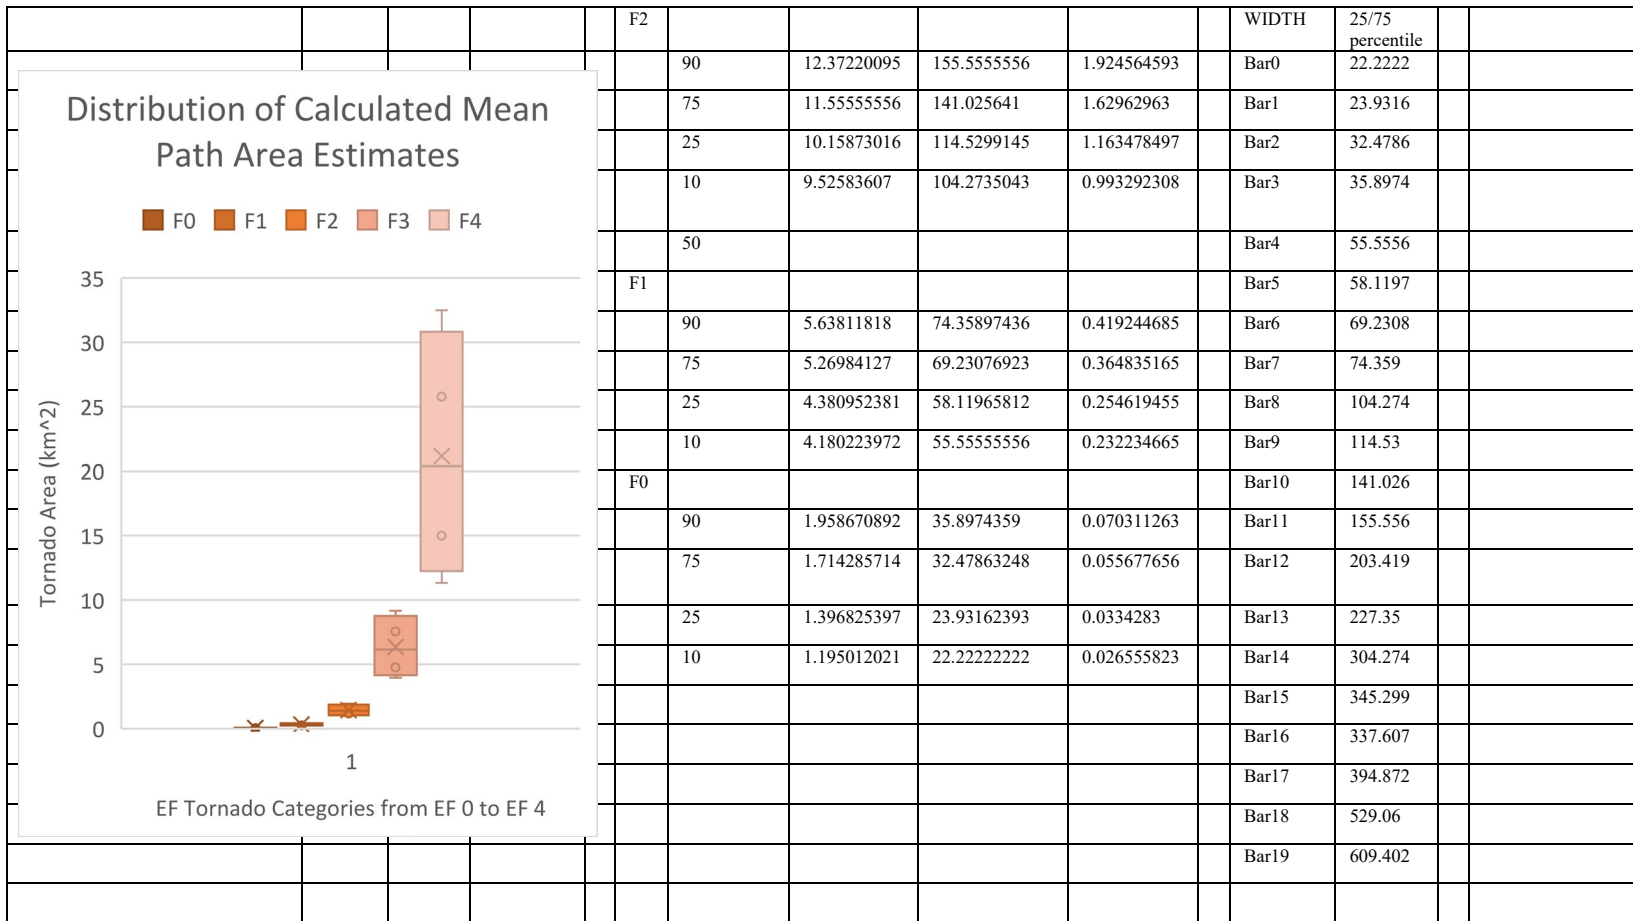 F2 WIDTH 25/75
percentile
90 12.37220095 155.5555556 1.924564593 Bar0 22.2222
75 11.55555556 141.025641 1.62962963 Bar1 23.9316
25 10.15873016 114.5299145 1.163478497 Bar2 32.4786
10 9.52583607 104.2735043 0.993292308 Bar3 35.8974
50 Bar4 55.5556
F1 Bar5 58.1197
90 5.63811818 74.35897436 0.419244685 Bar6 69.2308
75 5.26984127 69.23076923 0.364835165 Bar7 74.359
25 4.380952381 58.11965812 0.254619455 Bar8 104.274
10 4.180223972 55.55555556 0.232234665 Bar9 114.53
F0 Bar10 141.026
90 1.958670892 35.8974359 0.070311263 Bar11 155.556
75 1.714285714 32.47863248 0.055677656 Bar12 203.419
25 1.396825397 23.93162393 0.0334283 Bar13 227.35
10 1.195012021 22.22222222 0.026555823 Bar14 304.274
Bar15 345.299
Bar16 337.607
Bar17 394.872
Bar18 529.06
Bar19 609.402
Distribution of Calculated Mean
Path Area Estimates
F0 F1 F2 F3 F4
Tornado Area (km^2)
35
30
25
20
15
10
5
0
1
EF Tornado Categories from EF 0 to EF 4